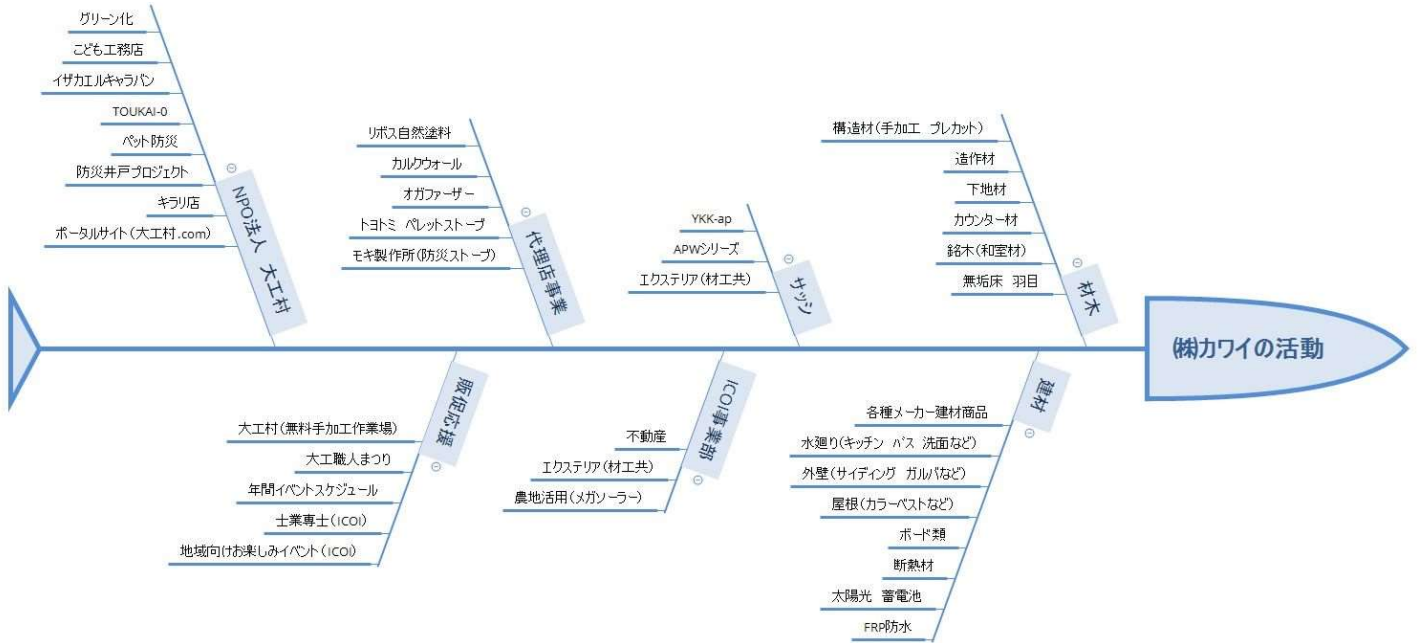 グリーン化
こども工務店
イザカエルキャラバン
TOUKAI-0
ペット防災
防災井戸プロジェクト
キラリ店
ポータルサイト(大工村.com)
NPO法人 大工村
リボス自然塗料
カルクウォール
オガファーザー
トヨトミ ペレットストーブ
モキ製作所(防災ストーブ)
代理店事業
YKK-ap
APWシリーズ
エクステリア(材工共)
サッシ
構造材(手加工 プレカット)
造作材
下地材
カウンター材
銘木(和室材)
無垢床 羽目
材木
㈱カワイの活動
販促応援
大工村(無料手加工作業場)
大工職人まつり
年間イベントスケジュール
士業専士(ICOI)
地域向けお楽しみイベント(ICOI)
ICOI事業部
不動産
エクステリア(材工共)
農地活用(メガソーラー)
建材
各種メーカー建材商品
水廻り(キッチン バス 洗面など)
外壁(サイディング ガルバなど)
屋根(カラーベストなど)
ボード類
断熱材
太陽光 蓄電池
FRP防水